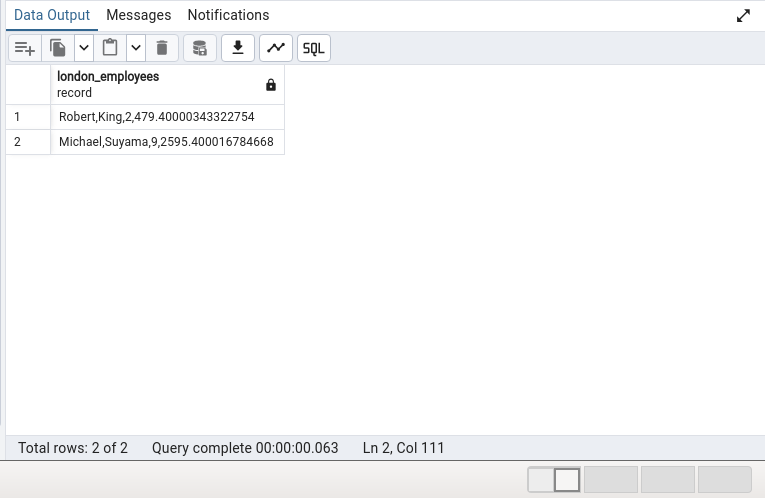 Data Output Messages Notifications
SQL
london_employees
record
1 Robert,King,2,479.40000343322754
2 Michael,Suyama,9,2595.400016784668
Total rows: 2 of 2 Query complete 00:00:00.063 Ln 2, Col 111